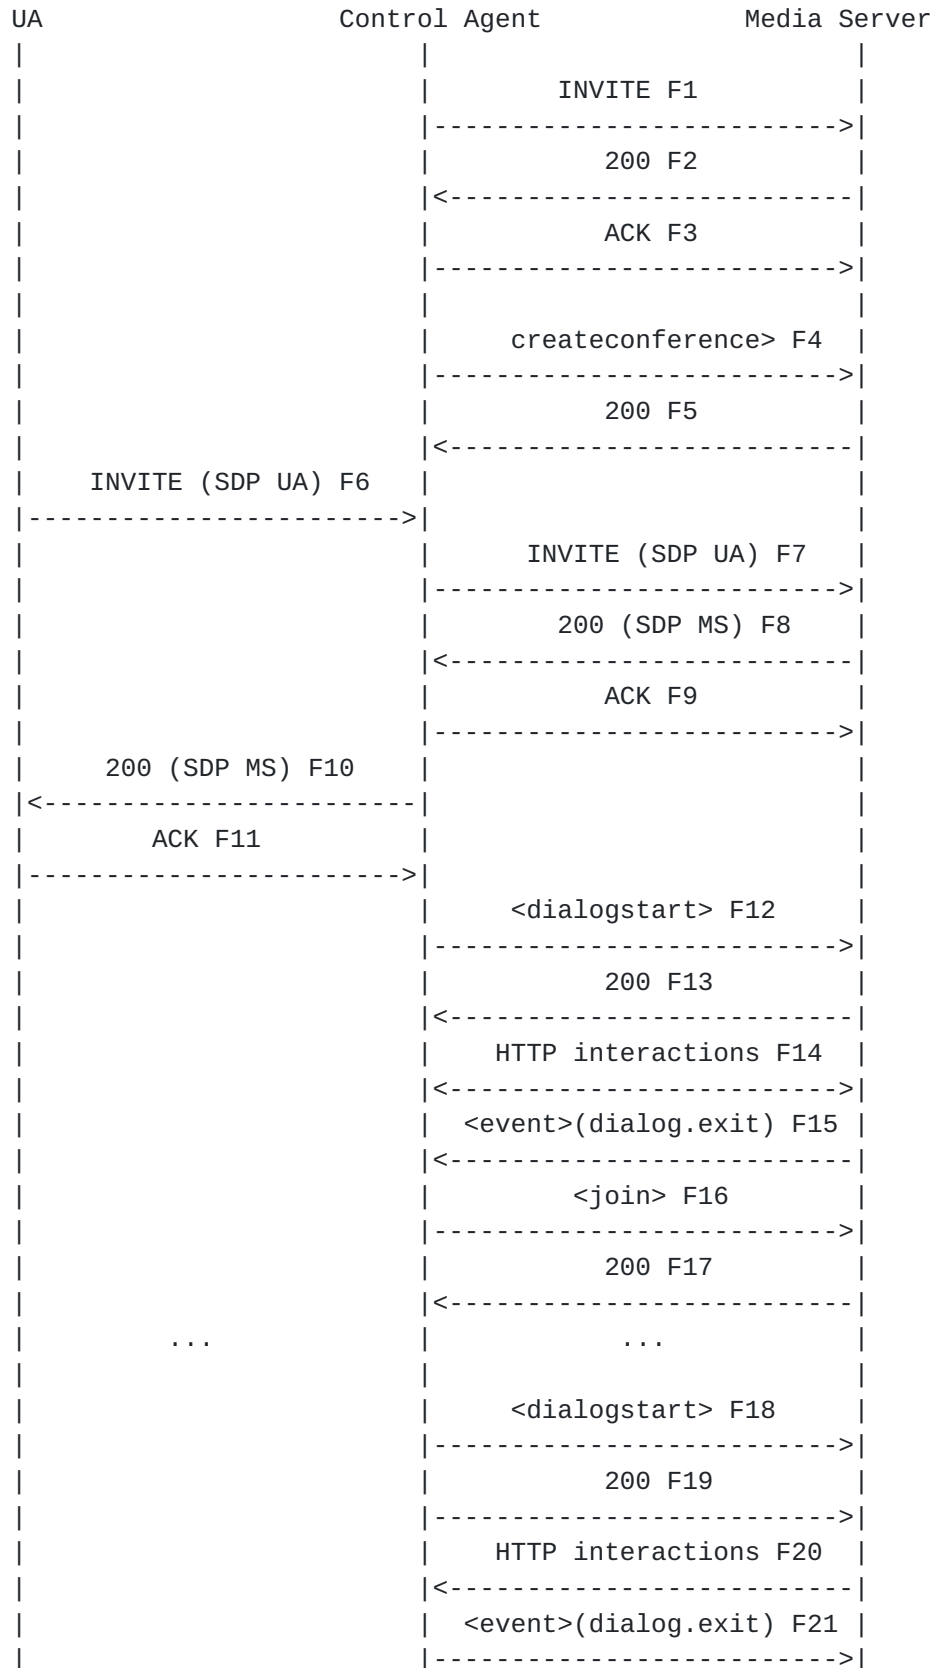 UA                   Control Agent             Media Server
|                         |                           |
|                         |        INVITE F1          |
|                         |-------------------------->|
|                         |           200 F2          |
|                         |<--------------------------|
|                         |           ACK F3          |
|                         |-------------------------->|
|                         |                           |
|                         |     createconference> F4  |
|                         |-------------------------->|
|                         |           200 F5          |
|                         |<--------------------------|
|    INVITE (SDP UA) F6   |                           |
|------------------------>|                           |
|                         |      INVITE (SDP UA) F7   |
|                         |-------------------------->|
|                         |        200 (SDP MS) F8    |
|                         |<--------------------------|
|                         |           ACK F9          |
|                         |-------------------------->|
|     200 (SDP MS) F10    |                           |
|<------------------------|                           |
|        ACK F11          |                           |
|------------------------>|                           |
|                         |     <dialogstart> F12     |
|                         |-------------------------->|
|                         |           200 F13         |
|                         |<--------------------------|
|                         |    HTTP interactions F14  |
|                         |<------------------------->|
|                         |  <event>(dialog.exit) F15 |
|                         |<--------------------------|
|                         |         <join> F16        |
|                         |-------------------------->|
|                         |           200 F17         |
|                         |<--------------------------|
|         ...             |            ...            |
|                         |                           |
|                         |     <dialogstart> F18     |
|                         |-------------------------->|
|                         |           200 F19         |
|                         |-------------------------->|
|                         |    HTTP interactions F20  |
|                         |<--------------------------|
|                         |  <event>(dialog.exit) F21 |
|                         |-------------------------->|